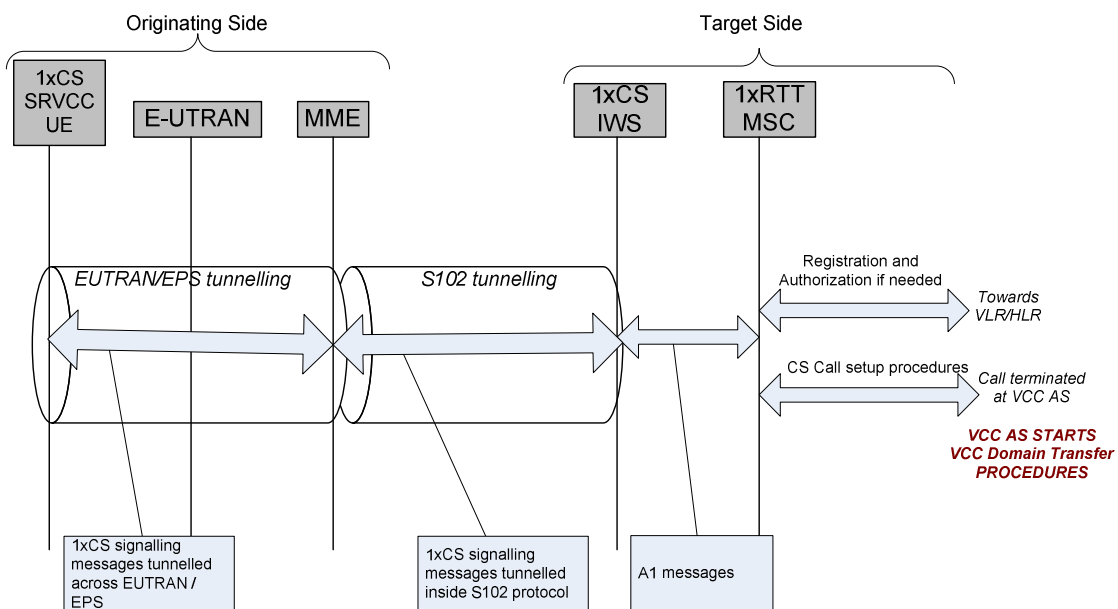 Originating Side
Target Side
1xCS
SRVCC
UE
E-UTRAN
MME
1xCS
IWS
1xRTT
MSC
EUTRAN/EPS tunnelling
S102 tunnelling
Registration and
Authorization if needed
Towards
VLR/HLR
CS Call setup procedures
Call terminated
at VCC AS
VCC AS STARTS
VCC Domain Transfer
PROCEDURES
1xCS signalling
messages tunnelled
across EUTRAN /
EPS
1xCS signalling
messages tunnelled
inside S102 protocol
A1 messages